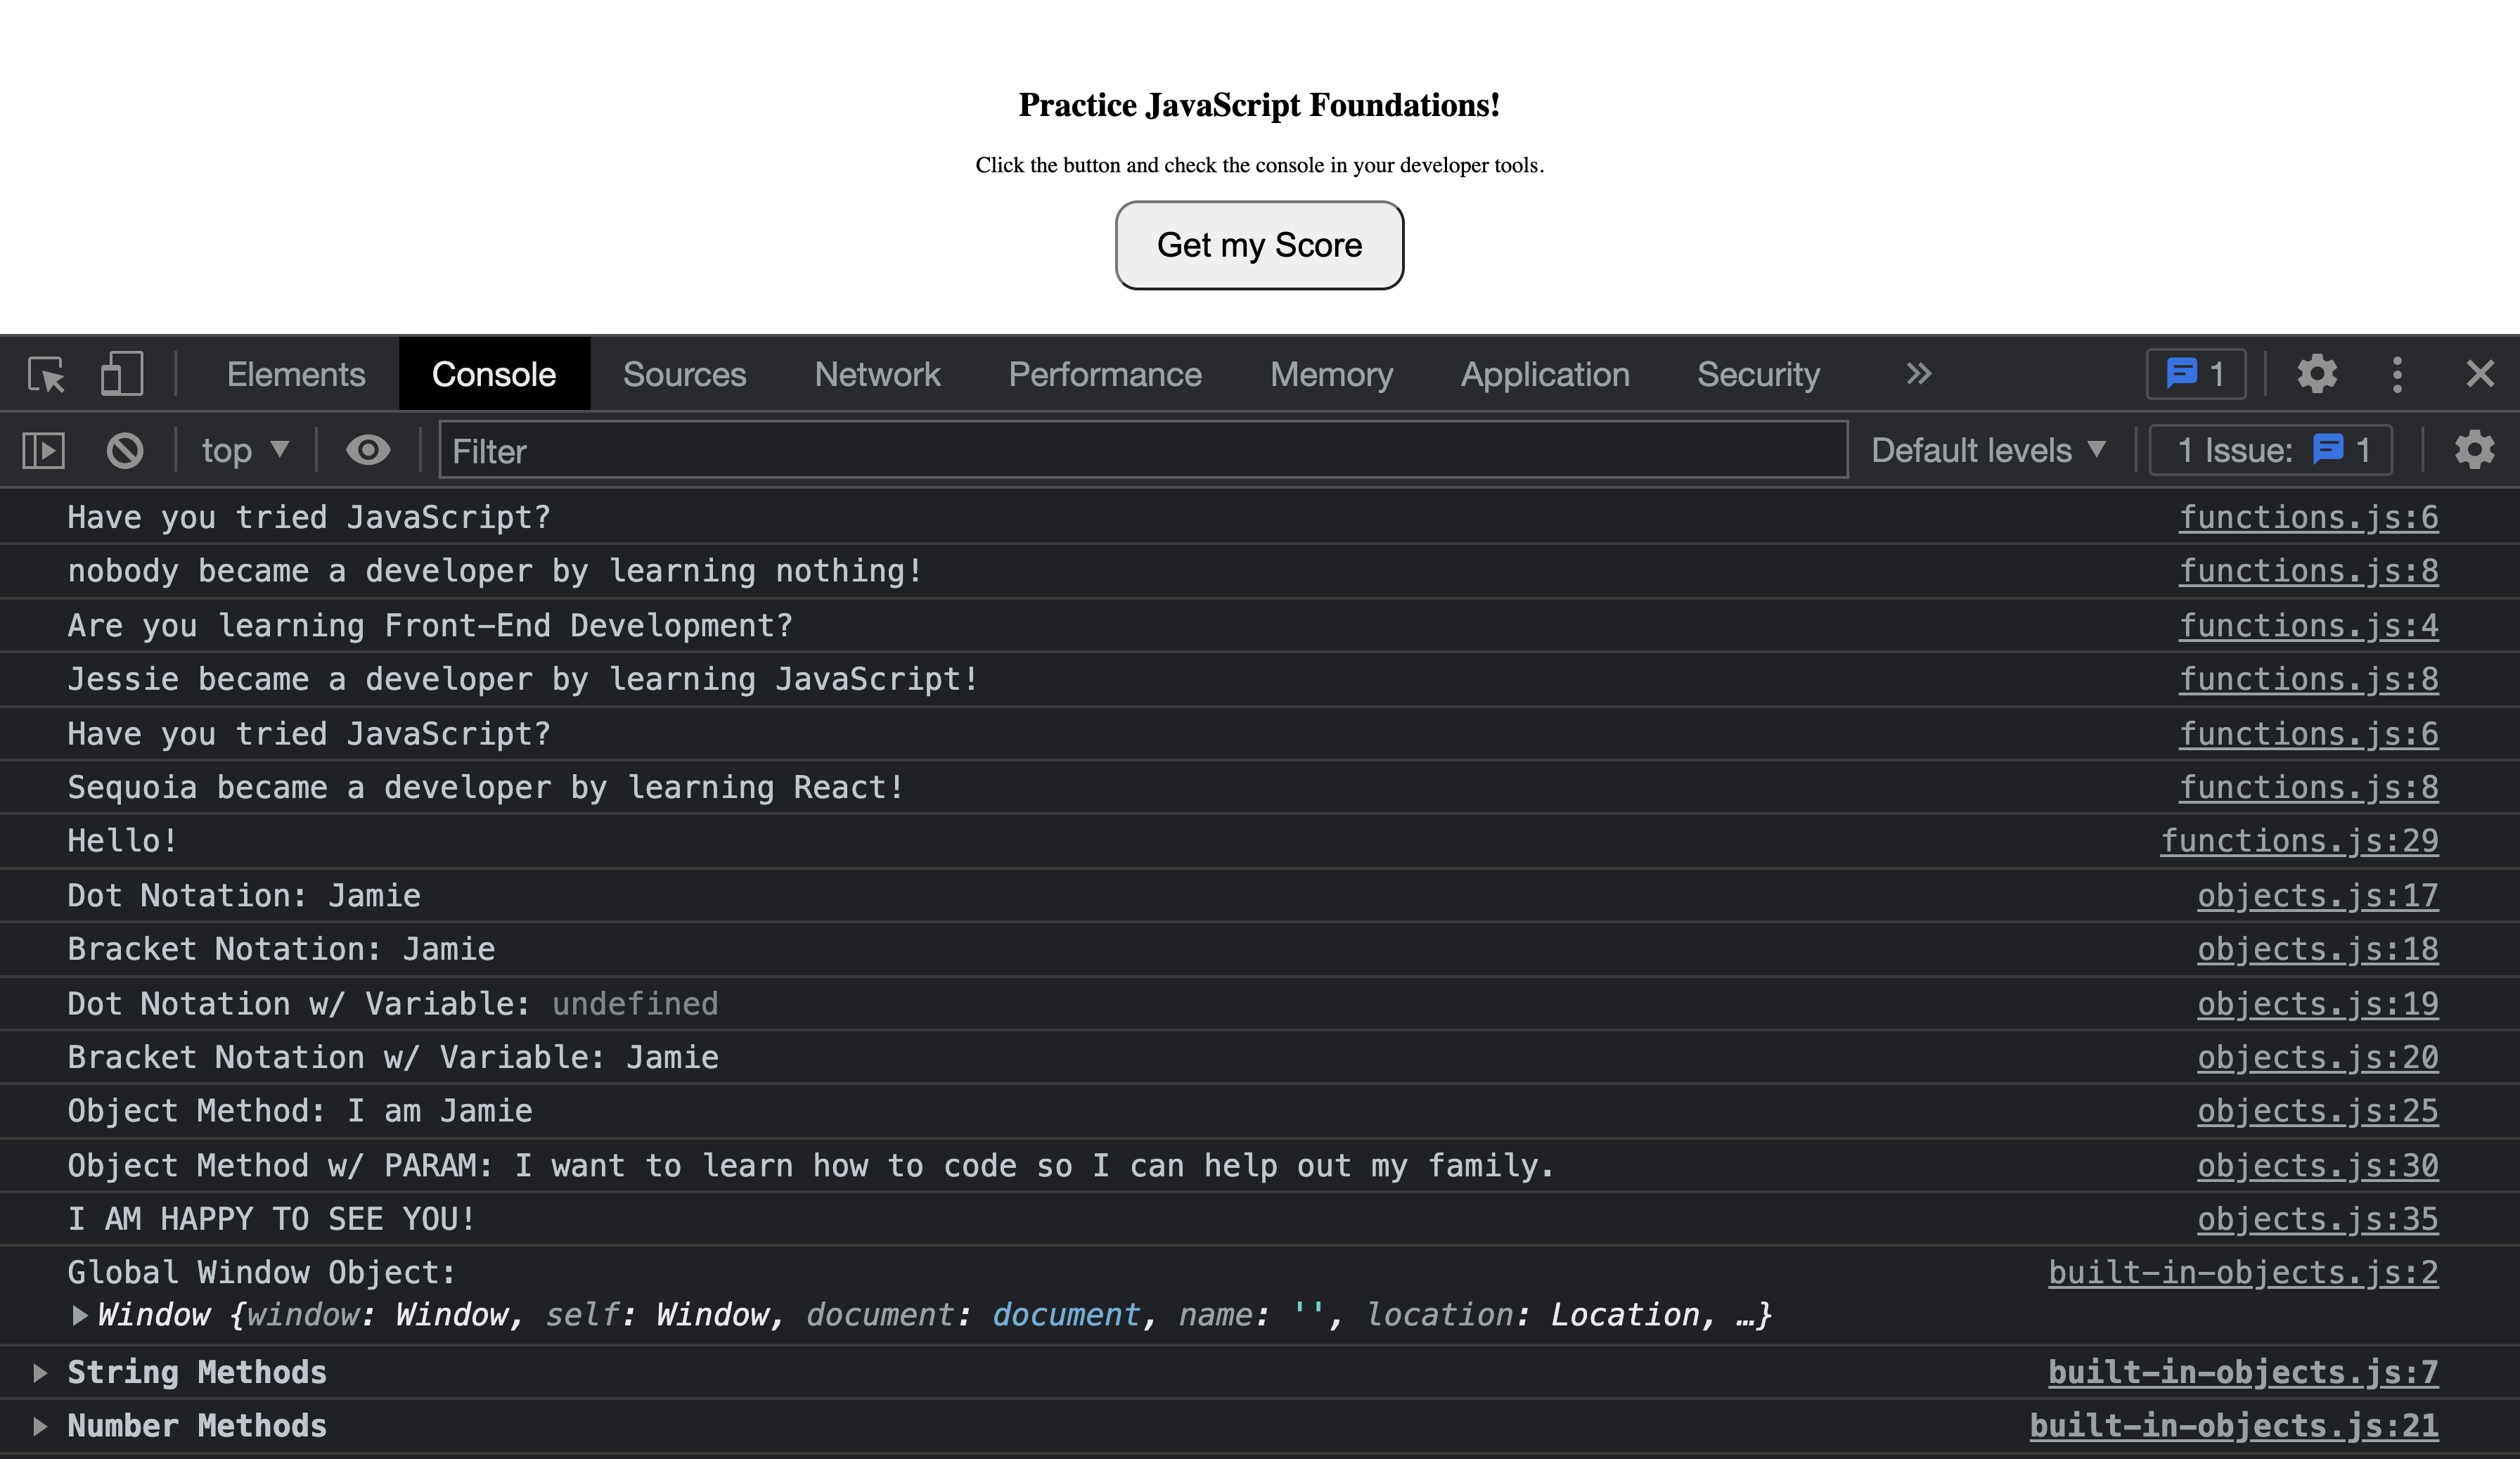 Practice JavaScript Foundations!
Click the button and check the console in your developer tools.
Get my Score
Elements Console Sources Network Performance Memory Application Security » 1
top ▼ Filter Default levels ▼ 1 Issue: 1
Have you tried JavaScript? functions.js:6
nobody became a developer by learning nothing! functions.js:8
Are you learning Front-End Development? functions.js:4
Jessie became a developer by learning JavaScript! functions.js:8
Have you tried JavaScript? functions.js:6
Sequoia became a developer by learning React! functions.js:8
Hello! functions.js:29
Dot Notation: Jamie objects.js:17
Bracket Notation: Jamie objects.js:18
Dot Notation w/ Variable: undefined objects.js:19
Bracket Notation w/ Variable: Jamie objects.js:20
Object Method: I am Jamie objects.js:25
Object Method w/ PARAM: I want to learn how to code so I can help out my family. objects.js:30
I AM HAPPY TO SEE YOU! objects.js:35
Global Window Object: built-in-objects.js:2
Window {window: Window, self: Window, document: document, name: '', location: Location, …}
String Methods built-in-objects.js:7
Number Methods built-in-objects.js:21